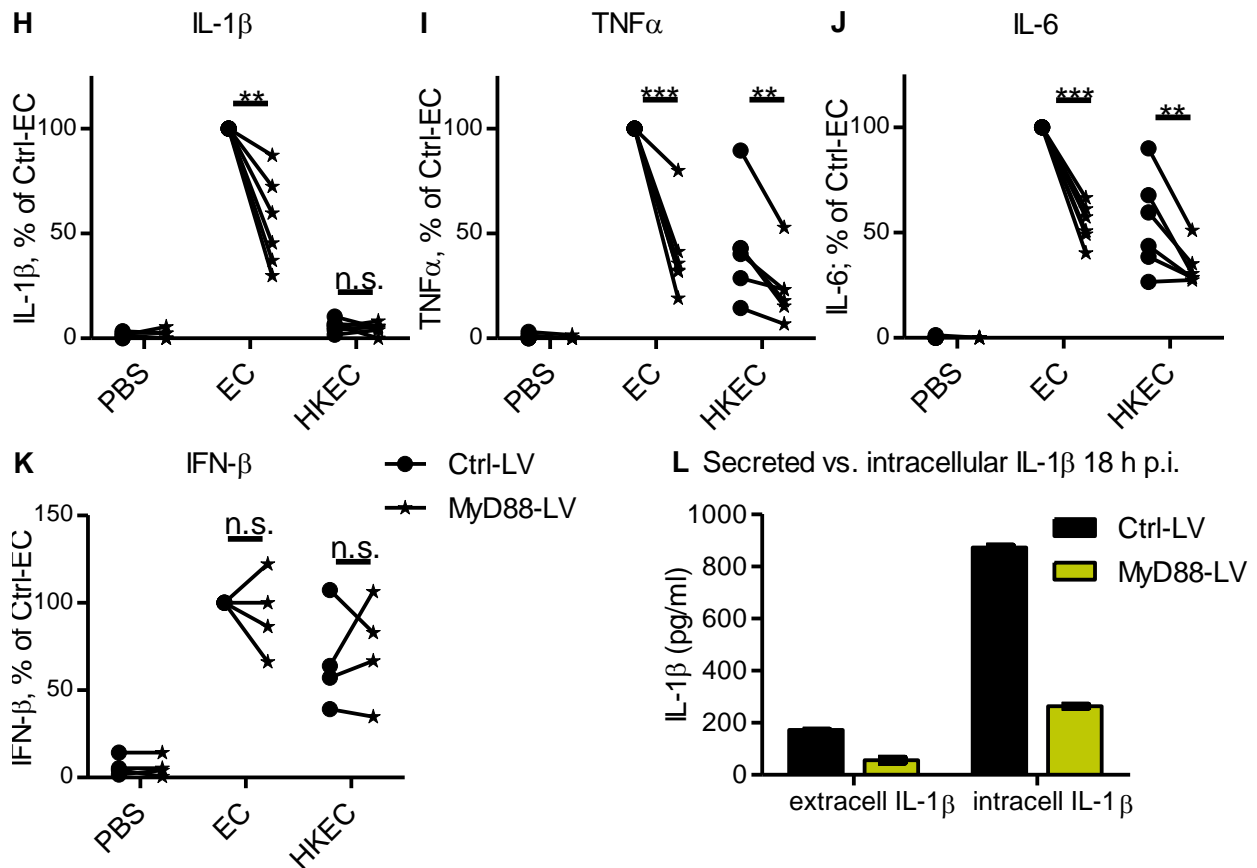 H IL-1β
IL-1β, % of Ctrl-EC
100
50
0
**
n.s.
PBS
EC
HKEC
I TNFα
TNFα, % of Ctrl-EC
100
50
0
***
**
PBS
EC
HKEC
J IL-6
IL-6; % of Ctrl-EC
100
50
0
***
**
PBS
EC
HKEC
K IFN-β
IFN-β, % of Ctrl-EC
150
100
50
0
n.s.
n.s.
PBS
EC
HKEC
Ctrl-LV
MyD88-LV
L Secreted vs. intracellular IL-1β 18 h p.i.
IL-1β (pg/ml)
1000
800
600
400
200
0
Ctrl-LV
MyD88-LV
extracell IL-1β
intracell IL-1β